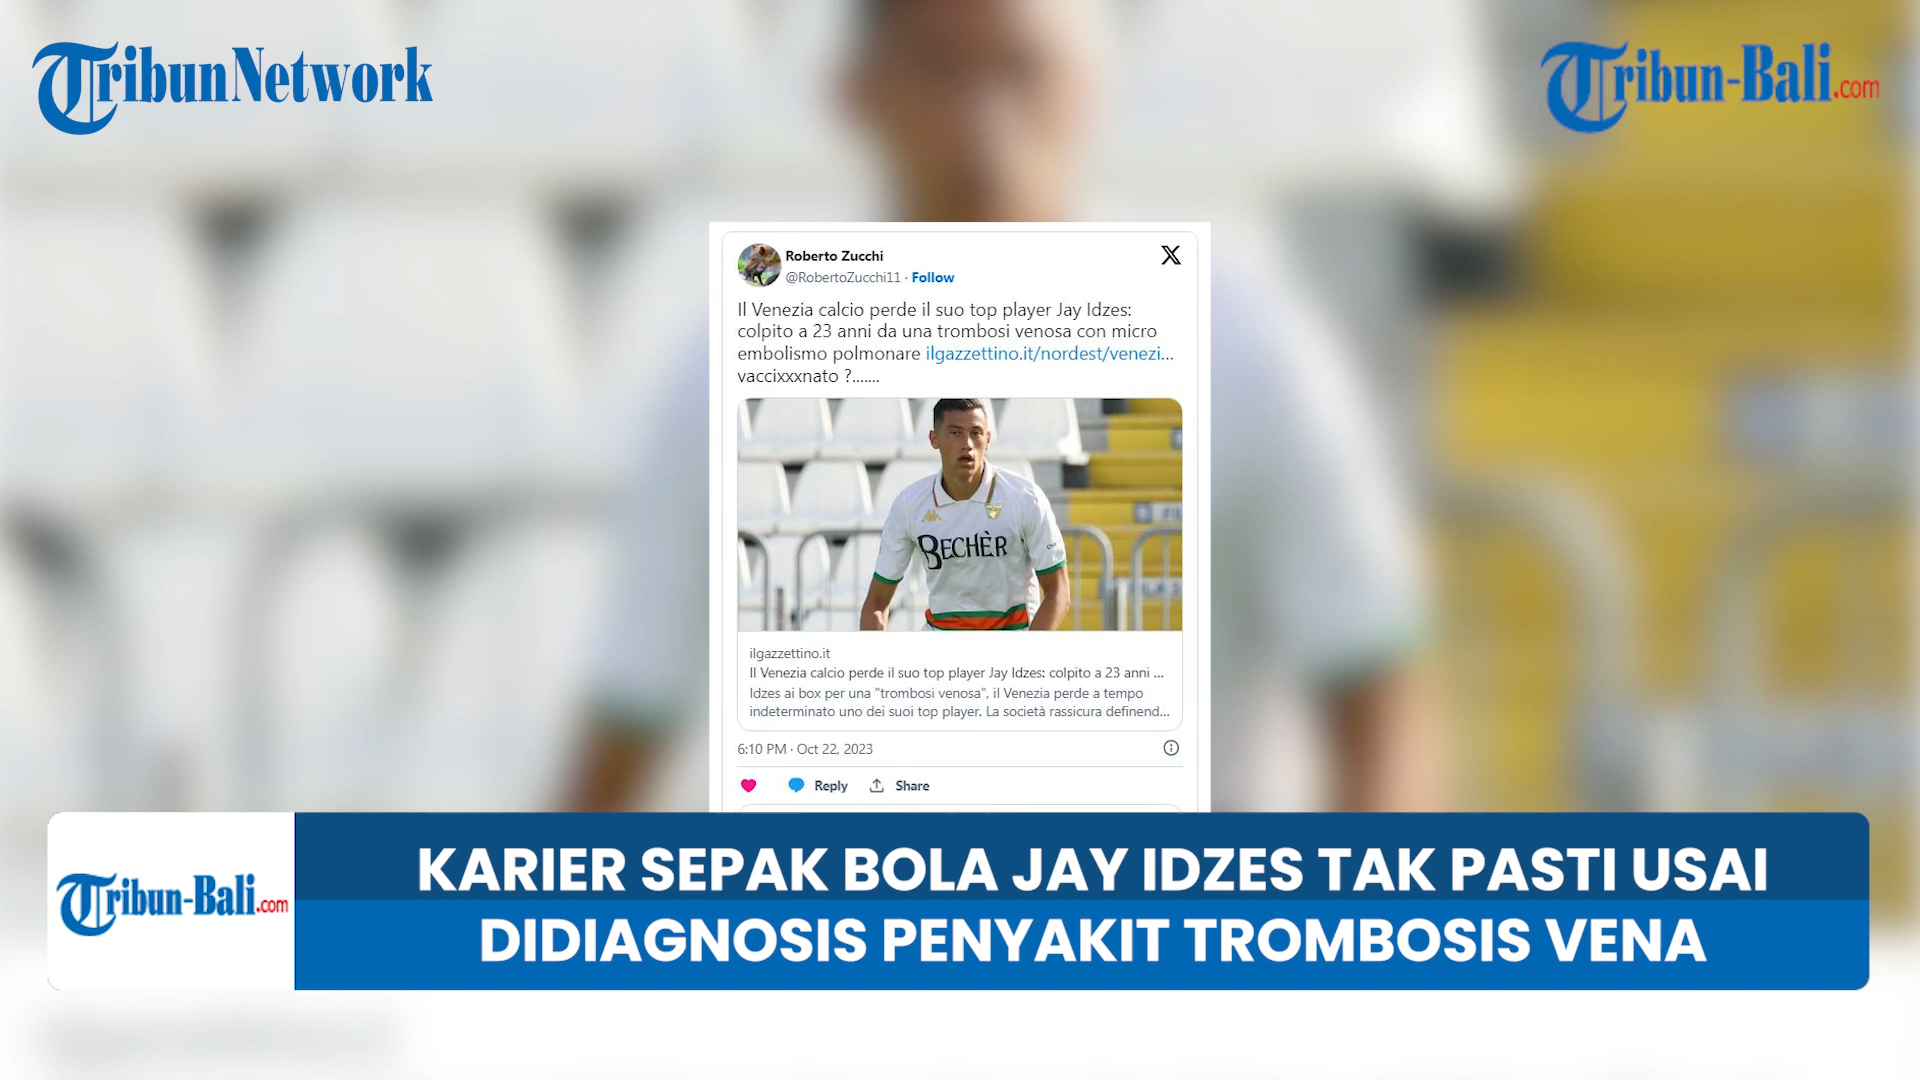 Tribun Network
Tribun-Bali.com
Roberto Zucchi
@RobertoZucchi11 · Follow
Il Venezia calcio perde il suo top player Jay Idzes:
colpito a 23 anni da una trombosi venosa con micro
embolismo polmonare ilgazzettino.it/nordest/venezi...
vaccixxxnato ?.......
BECHÈR
ilgazzettino.it
Il Venezia calcio perde il suo top player Jay Idzes: colpito a 23 anni ...
Idzes ai box per una "trombosi venosa", il Venezia perde a tempo
indeterminato uno dei suoi top player. La società rassicura definend...
6:10 PM · Oct 22, 2023
Reply Share
Tribun-Bali.com
KARIER SEPAK BOLA JAY IDZES TAK PASTI USAI
DIDIAGNOSIS PENYAKIT TROMBOSIS VENA